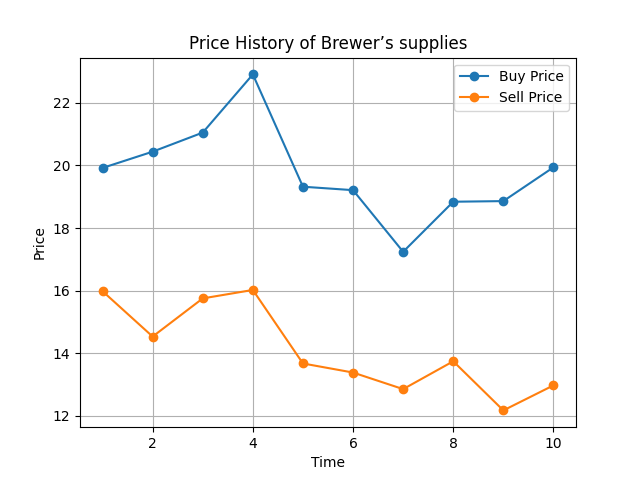 Price History of Brewer’s supplies
Buy Price
Sell Price
Price
22
20
18
16
14
12
2 4 6 8 10
Time